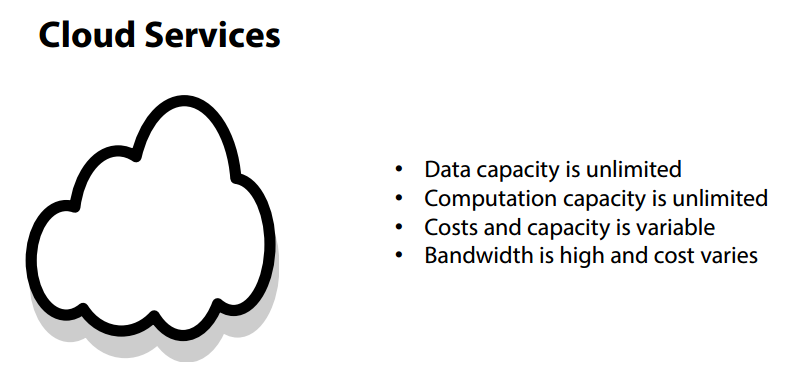 Cloud Services
• Data capacity is unlimited
• Computation capacity is unlimited
• Costs and capacity is variable
• Bandwidth is high and cost varies